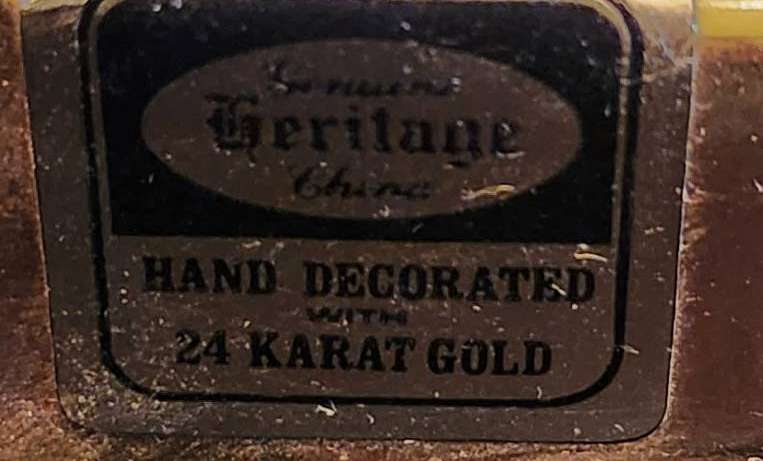 Genuine
Heritage
China
HAND DECORATED
WITH
24 KARAT GOLD